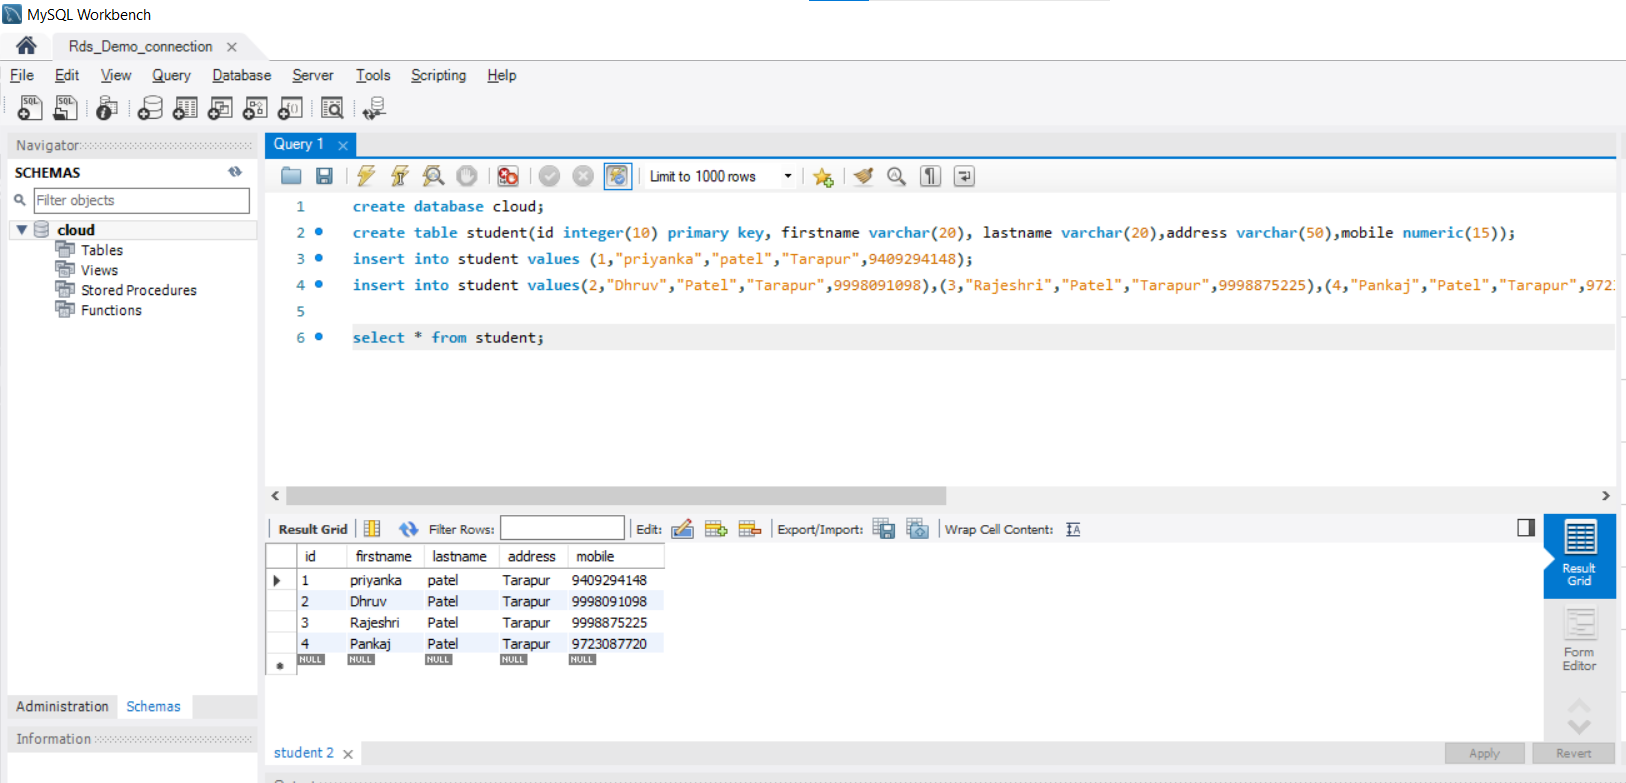 MySQL Workbench
Rds_Demo_connection
File Edit View Query Database Server Tools Scripting Help
Navigator
SCHEMAS
Filter objects
cloud
Tables
Views
Stored Procedures
Functions
Administration Schemas
Information
Query 1
Limit to 1000 rows
1 create database cloud;
2 create table student(id integer(10) primary key, firstname varchar(20), lastname varchar(20),address varchar(50),mobile numeric(15));
3 insert into student values (1,"priyanka","patel","Tarapur",9409294148);
4 insert into student values(2,"Dhruv","Patel","Tarapur",9998091098),(3,"Rajeshri","Patel","Tarapur",9998875225),(4,"Pankaj","Patel","Tarapur",972
5
6 select * from student;
Result Grid Filter Rows: Edit: Export/Import: Wrap Cell Content:
id firstname lastname address mobile
1 priyanka patel Tarapur 9409294148
2 Dhruv Patel Tarapur 9998091098
3 Rajeshri Patel Tarapur 9998875225
4 Pankaj Patel Tarapur 9723087720
NULL NULL NULL NULL NULL
Result Grid
Form Editor
student 2
Apply Revert